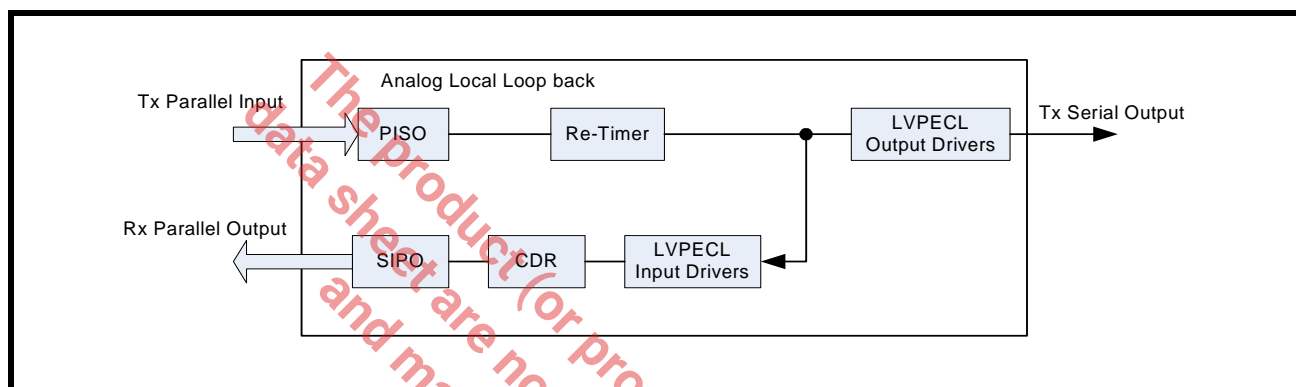 Analog Local Loop back
Tx Parallel Input
PISO
Re-Timer
LVPECL
Output Drivers
Tx Serial Output
Rx Parallel Output
SIPO
CDR
LVPECL
Input Drivers
The product (or pro
data sheet are no
and ma